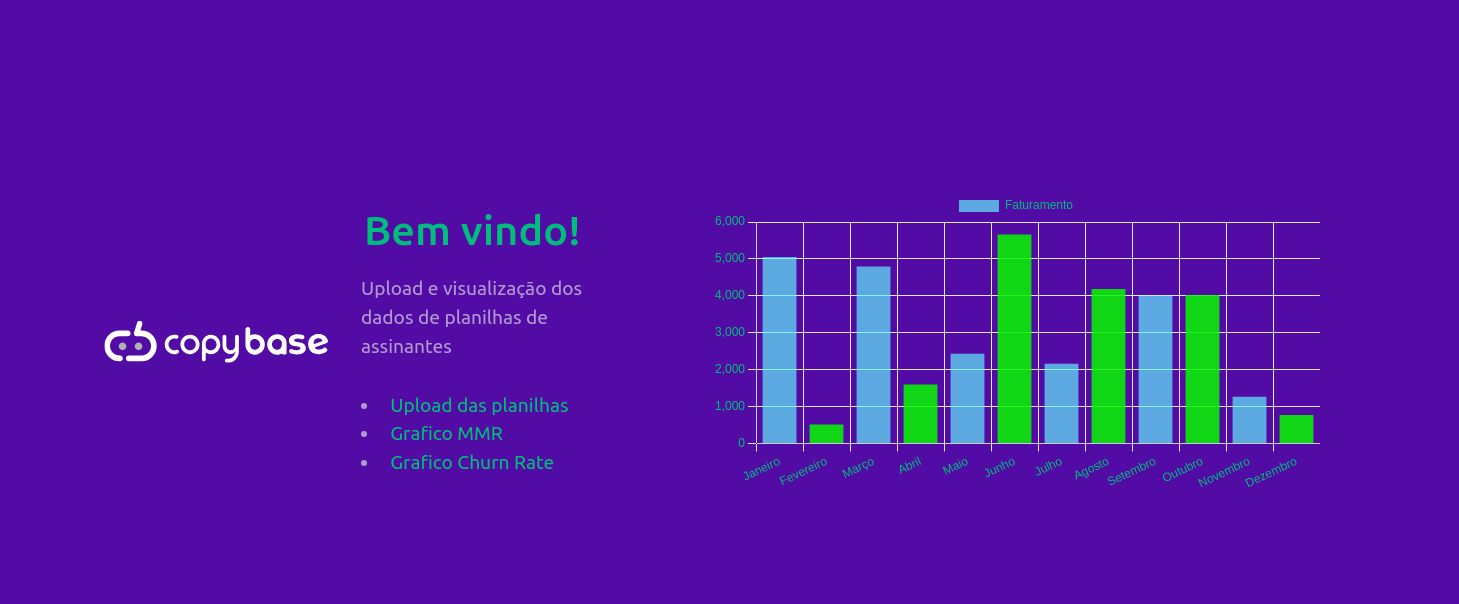 copybase
Bem vindo!
Upload e visualização dos
dados de planilhas de
assinantes
Upload das planilhas
Grafico MMR
Grafico Churn Rate
Faturamento
6,000
5,000
4,000
3,000
2,000
1,000
0
Janeiro
Fevereiro
Março
Abril
Maio
Junho
Julho
Agosto
Setembro
Outubro
Novembro
Dezembro